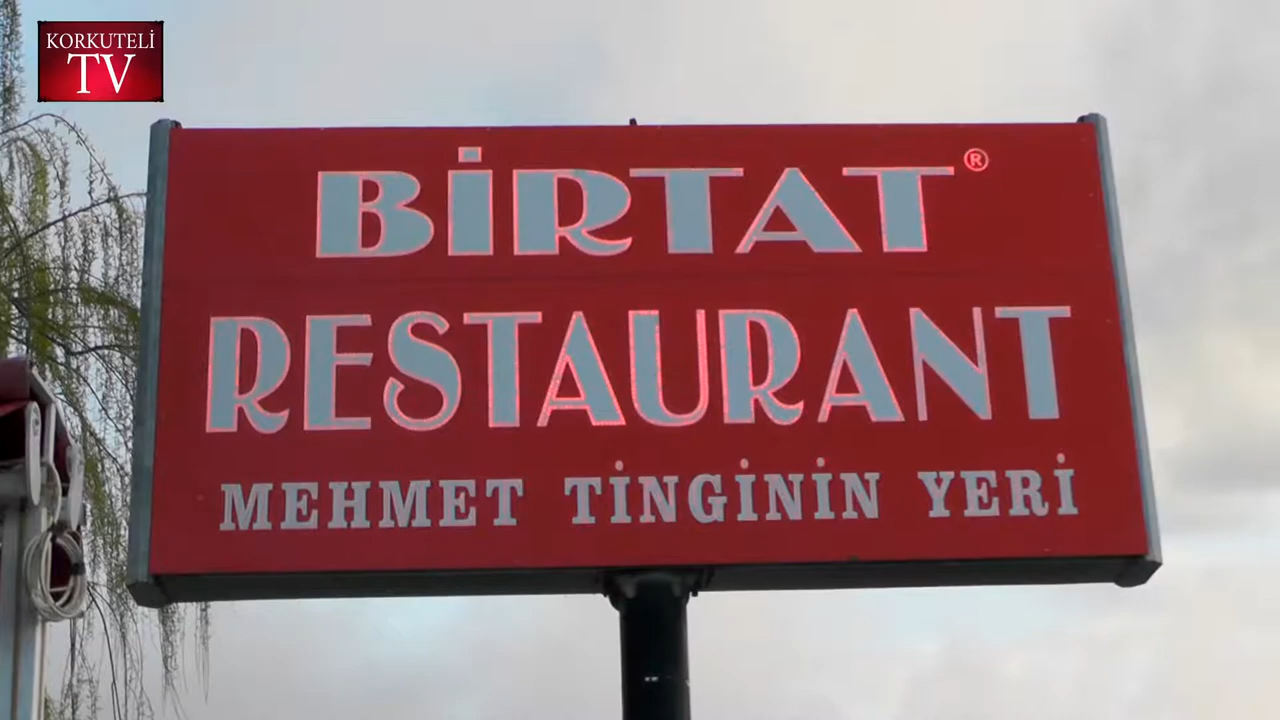 KORKUTELİ
TV
BİRTAT®
RESTAURANT
MEHMET TİNGİNİN YERİ